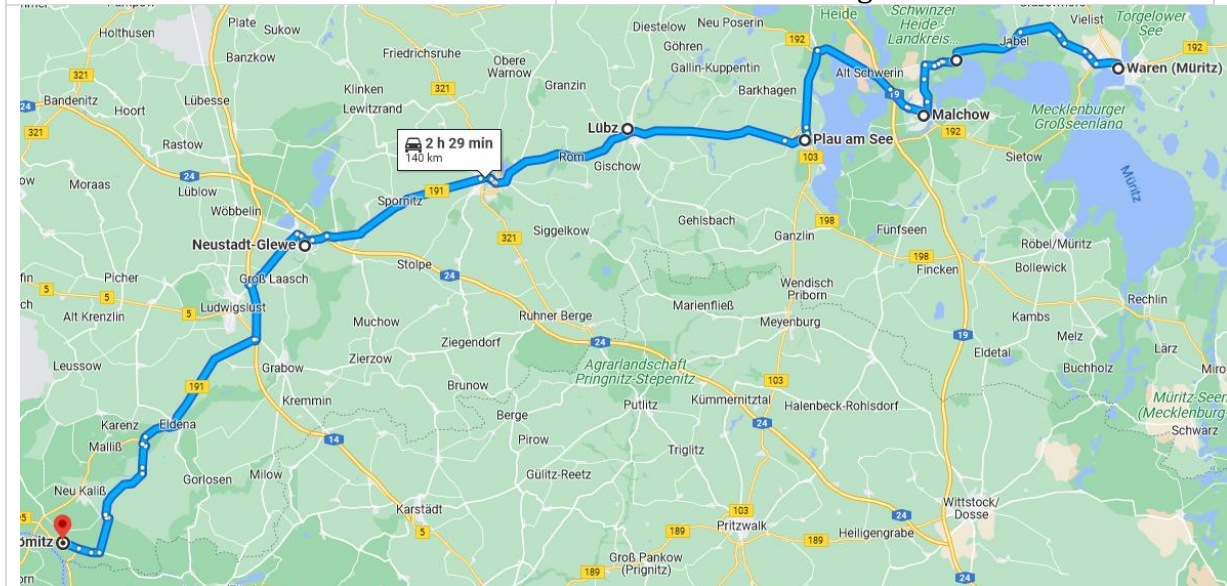 Holthusen
Plate
Sukow
Banzkow
Friedrichsruhe
Obere
Warnow
Diestelow
Neu Poserin
Göhren
Gallin-Kuppentin
Barkhagen
192
Heide
Schwinzer
Heide -
Landkreis...
Jabel
Vielist
Torgelower
See
192
Waren (Müritz)
Alt Schwerin
19
Malchow
192
Mecklenburger
Großseenland
Sietow
Müritz
321
24
Bandenitz
Hoort
Lübesse
321
Rastow
Klinken
Lewitzrand
321
Granzin
Lübz
2 h 29 min
140 km
Rom
Gischow
Plau am See
103
24
Moraas
Lüblow
Wöbbelin
Spornitz
191
Neustadt-Glewe
Siggelkow
321
Gehlsbach
Ganzlin
198
Fünfseen
198
Fincken
Röbel/Müritz
Bollewick
Rechlin
Stolpe
24
Groß Laasch
Picher
5
5
Alt Krenzlin
5
Ludwigslust
Muchow
Ruhner Berge
Marienfließ
Wendisch
Priborn
Meyenburg
Kambs
Melz
Lärz
19
Eldetal
Buchholz
Leussow
Grabow
Zierzow
Ziegendorf
24
Agrarlandschaft
Pringnitz-Stepenitz
103
Müritz-Seen
(Mecklenburg-
Schwarz
191
Kremmin
Brunow
Berge
Putlitz
Kümmernitztal
Halenbeck-Rohlsdorf
24
Karenz
Eldena
Malliß
14
Pirow
Triglitz
Gorlosen
Milow
Gülitz-Reetz
Neu Kaliß
Karstädt
5
103
Pritzwalk
189
189
Heiligengrabe
24
Wittstock/
Dosse
Groß Pankow
(Prignitz)
189
24
ömitz